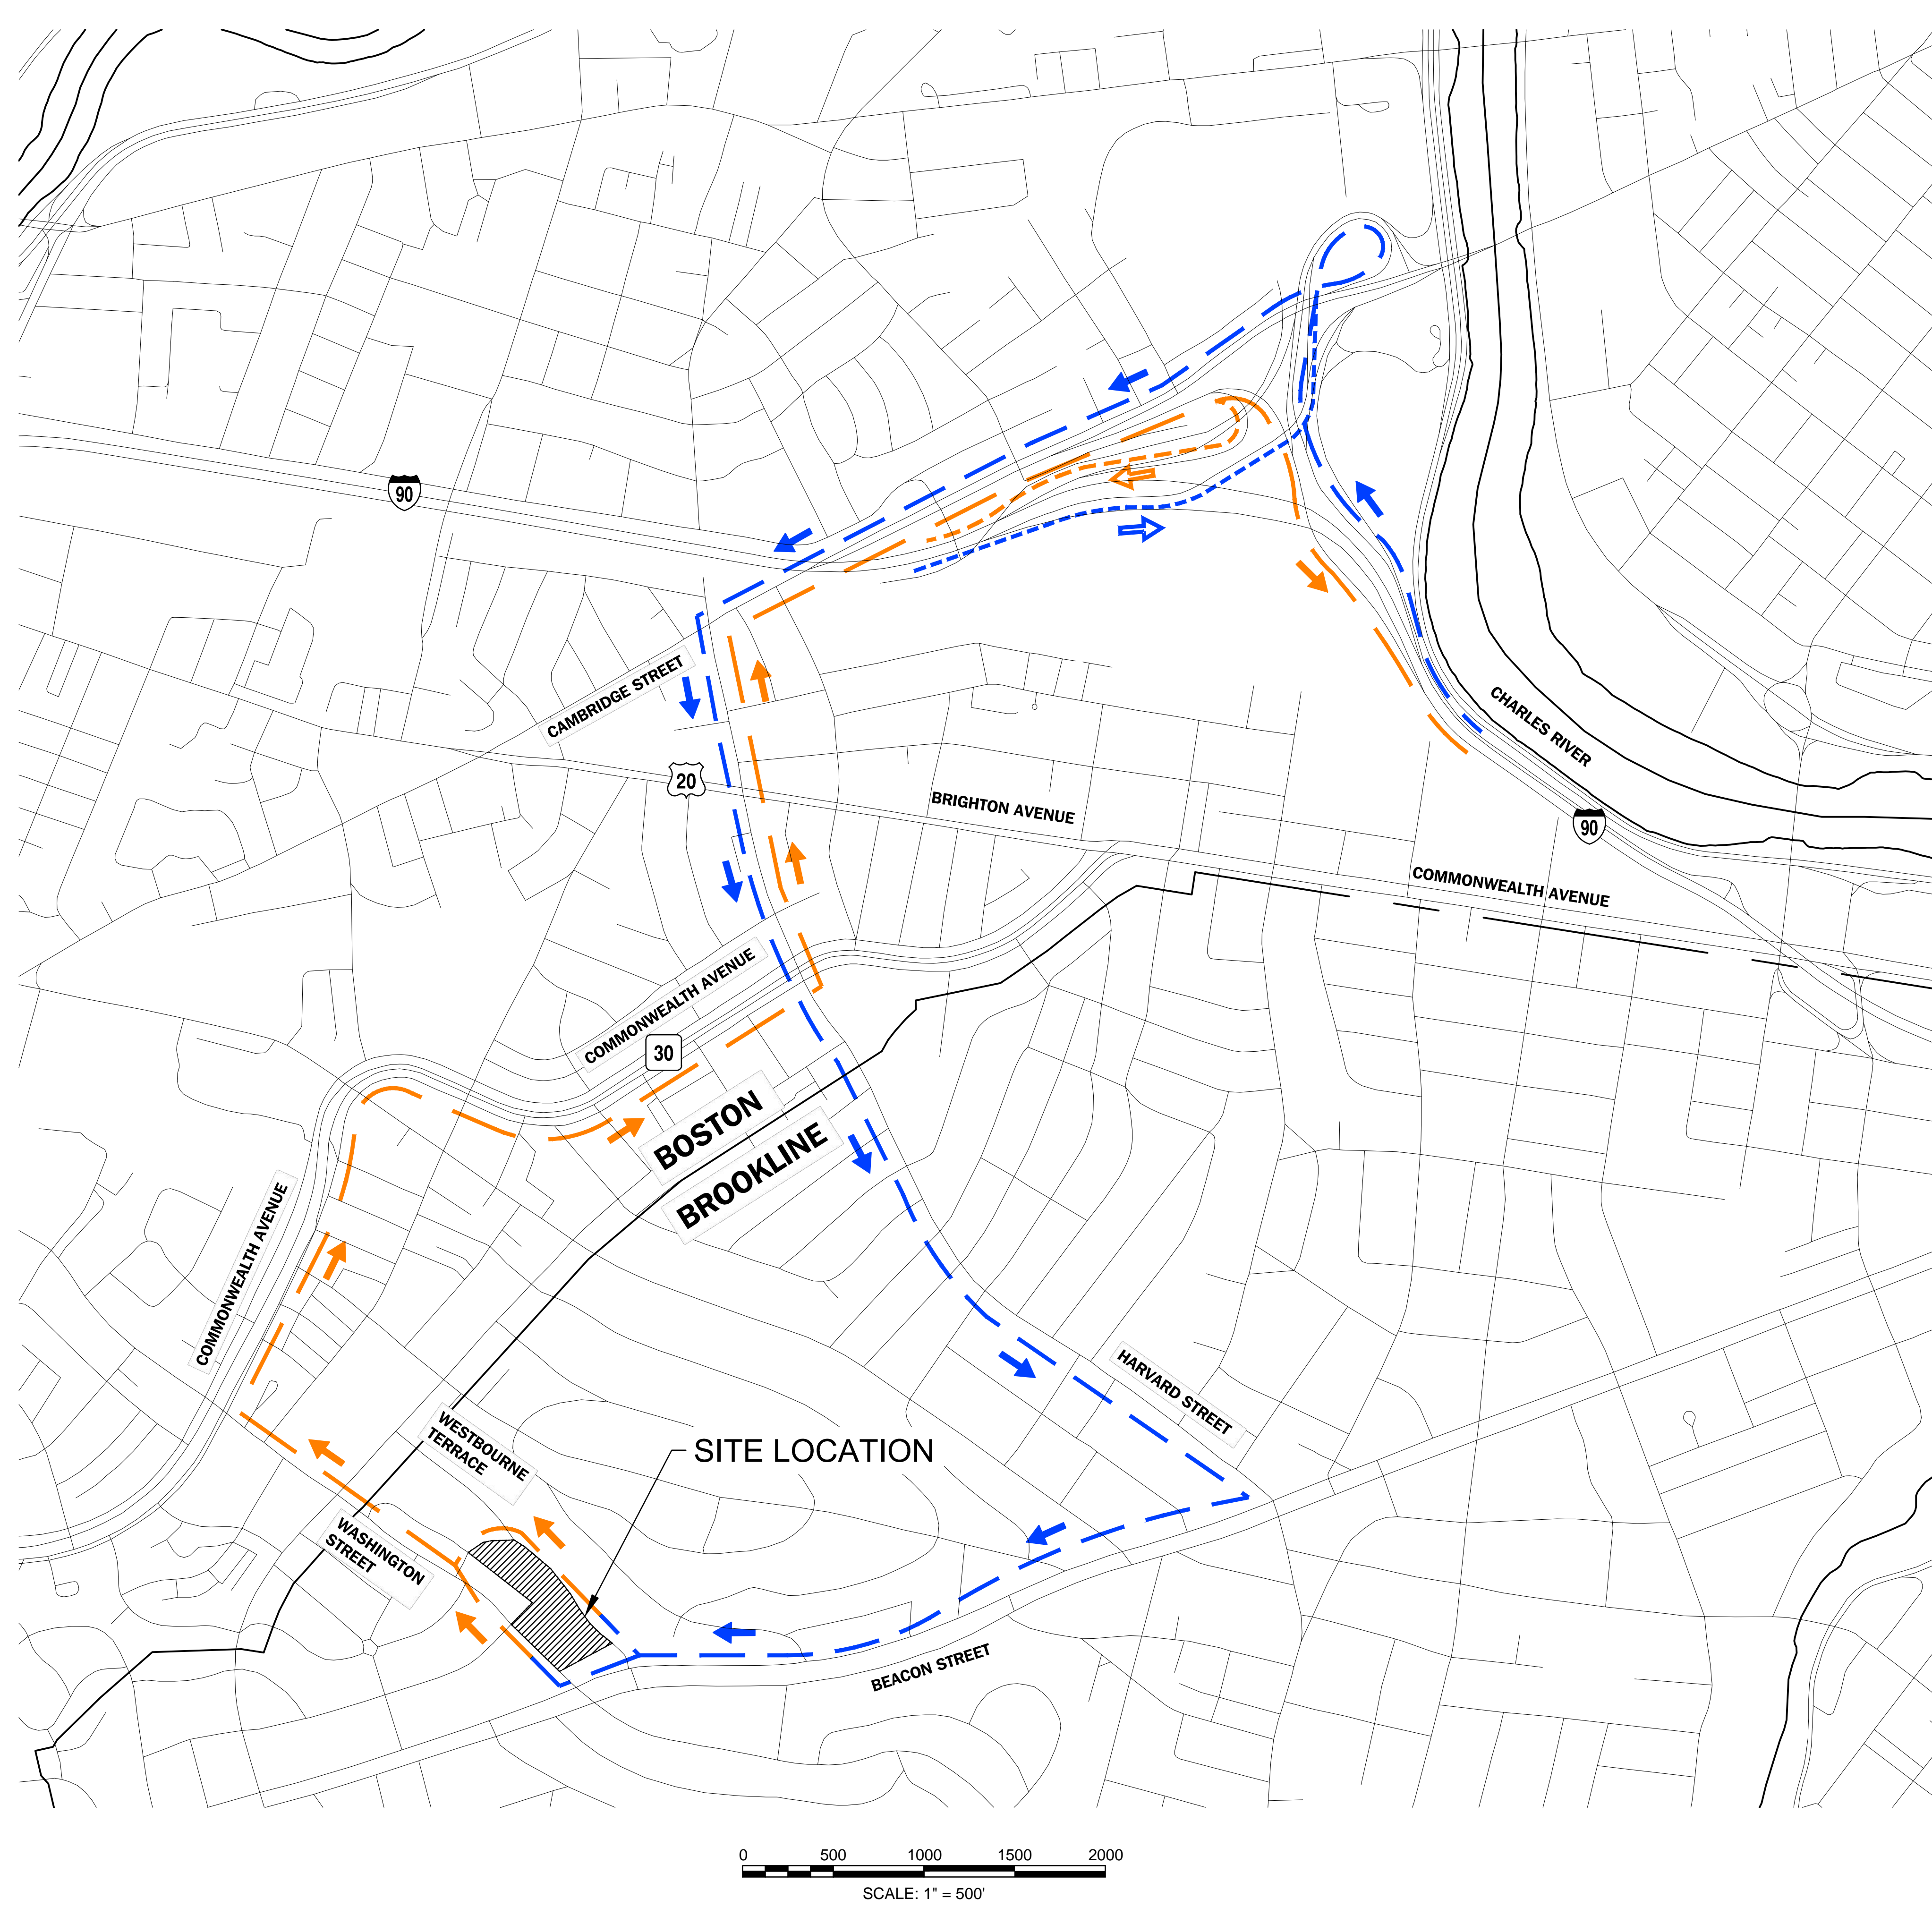 90
CAMBRIDGE STREET
CHARLES RIVER
20
BRIGHTON AVENUE
90
COMMONWEALTH AVENUE
COMMONWEALTH AVENUE
30
BOSTON
BROOKLINE
COMMONWEALTH AVENUE
HARVARD STREET
WESTBOURNE
TERRACE
SITE LOCATION
WASHINGTON
STREET
BEACON STREET
0 500 1000 1500 2000
SCALE: 1" = 500'